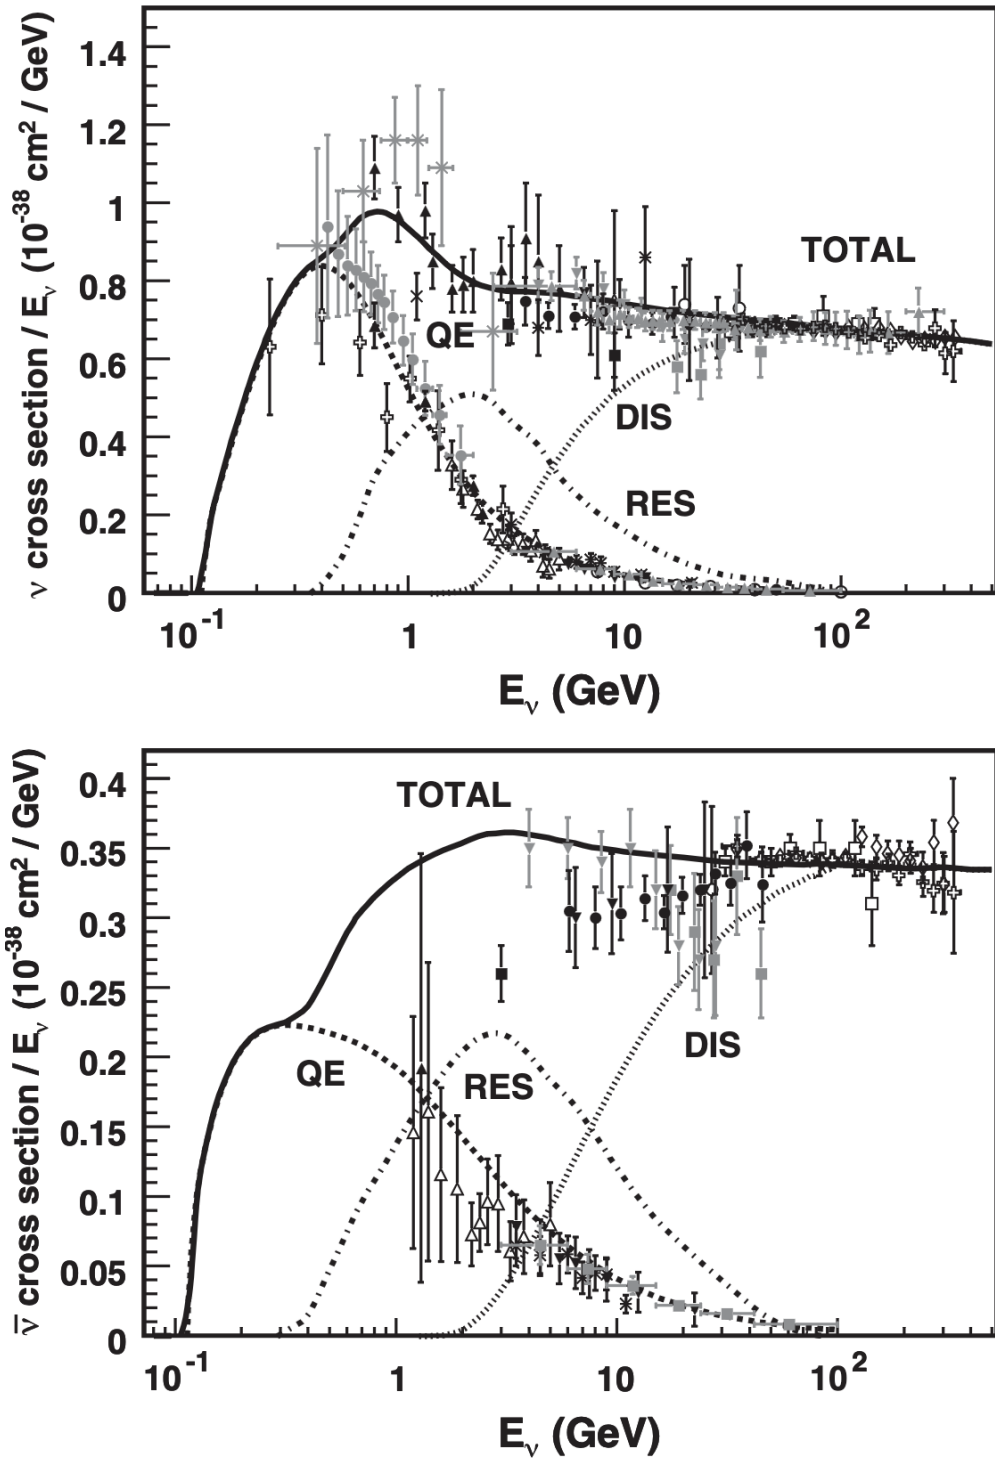 ν cross section / Eν (10⁻³⁸ cm² / GeV)
1.4
1.2
1
0.8
0.6
0.4
0.2
0
TOTAL
QE
DIS
RES
10⁻¹
1
10
10²
Eν (GeV)
ν̅ cross section / Eν (10⁻³⁸ cm² / GeV)
0.4
0.35
0.3
0.25
0.2
0.15
0.1
0.05
0
TOTAL
QE
RES
DIS
10⁻¹
1
10
10²
Eν (GeV)